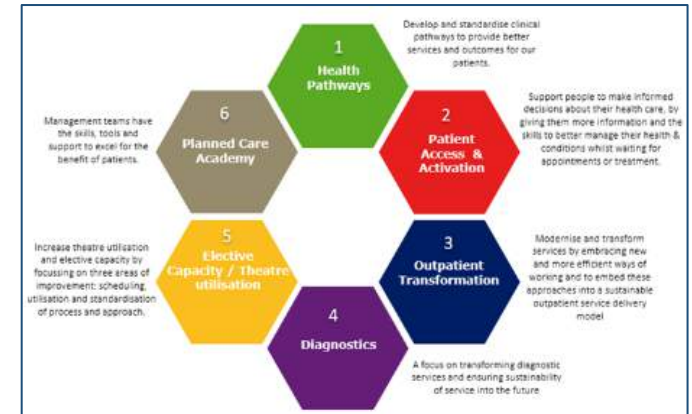 1
Health
Pathways
Develop and standardise clinical
pathways to provide better
services and outcomes for our
patients.
2
Patient
Access &
Activation
Support people to make informed
decisions about their health care, by
giving them more information and the
skills to better manage their health &
conditions whilst waiting for
appointments or treatment.
3
Outpatient
Transformation
Modernise and transform
services by embracing new
and more efficient ways of
working and to embed these
approaches into a sustainable
outpatient service delivery
model
4
Diagnostics
A focus on transforming diagnostic
services and ensuring sustainability
of service into the future
5
Elective
Capacity / Theatre
utilisation
Increase theatre utilisation
and elective capacity by
focussing on three areas of
improvement: scheduling,
utilisation and standardisation
of process and approach.
6
Planned Care
Academy
Management teams have
the skills, tools and
support to excel for the
benefit of patients.